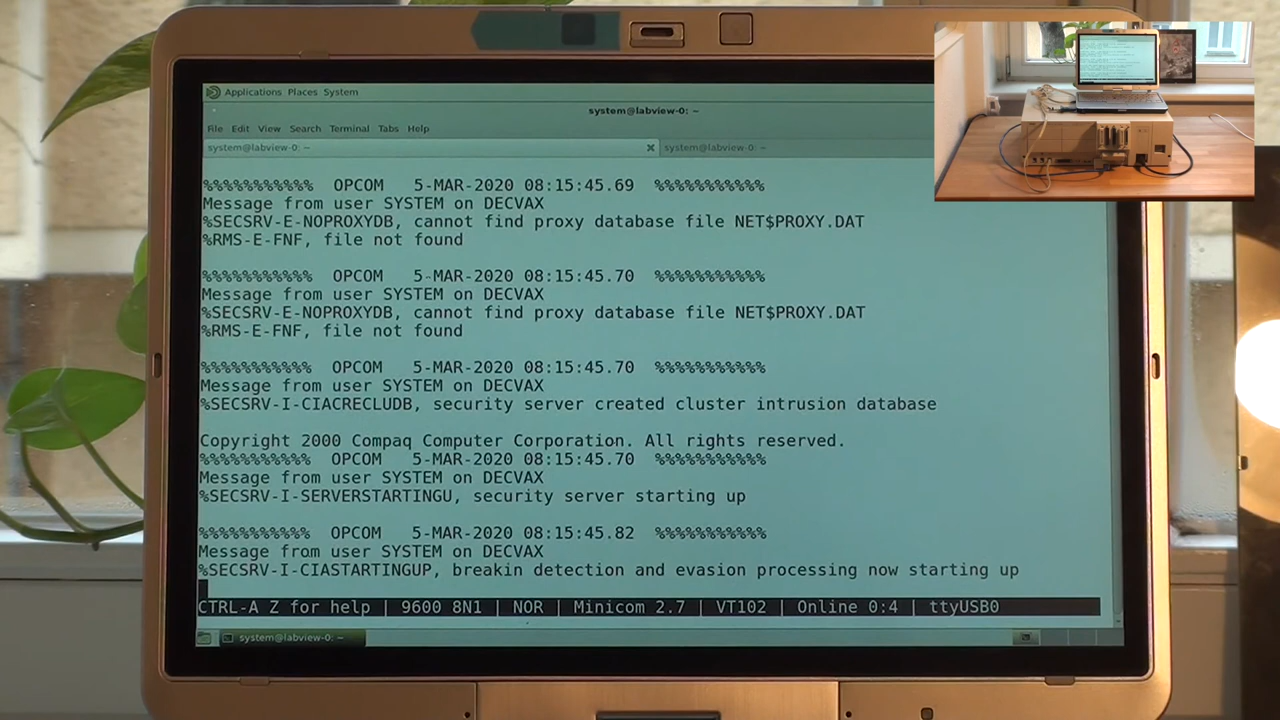 Applications Places System
system@labview-0: ~
File Edit View Search Terminal Tabs Help
system@labview-0: ~ system@labview-0: ~
%%%%%%%%%%% OPCOM 5-MAR-2020 08:15:45.69 %%%%%%%%%%%
Message from user SYSTEM on DECVAX
%SECSRV-E-NOPROXYDB, cannot find proxy database file NET$PROXY.DAT
%RMS-E-FNF, file not found
%%%%%%%%%%% OPCOM 5-MAR-2020 08:15:45.70 %%%%%%%%%%%
Message from user SYSTEM on DECVAX
%SECSRV-E-NOPROXYDB, cannot find proxy database file NET$PROXY.DAT
%RMS-E-FNF, file not found
%%%%%%%%%%% OPCOM 5-MAR-2020 08:15:45.70 %%%%%%%%%%%
Message from user SYSTEM on DECVAX
%SECSRV-I-CIACRECLUDB, security server created cluster intrusion database
Copyright 2000 Compaq Computer Corporation. All rights reserved.
%%%%%%%%%%% OPCOM 5-MAR-2020 08:15:45.70 %%%%%%%%%%%
Message from user SYSTEM on DECVAX
%SECSRV-I-SERVERSTARTINGU, security server starting up
%%%%%%%%%%% OPCOM 5-MAR-2020 08:15:45.82 %%%%%%%%%%%
Message from user SYSTEM on DECVAX
%SECSRV-I-CIASTARTINGUP, breakin detection and evasion processing now starting up
CTRL-A Z for help | 9600 8N1 | NOR | Minicom 2.7 | VT102 | Online 0:4 | ttyUSB0
system@labview-0: ~